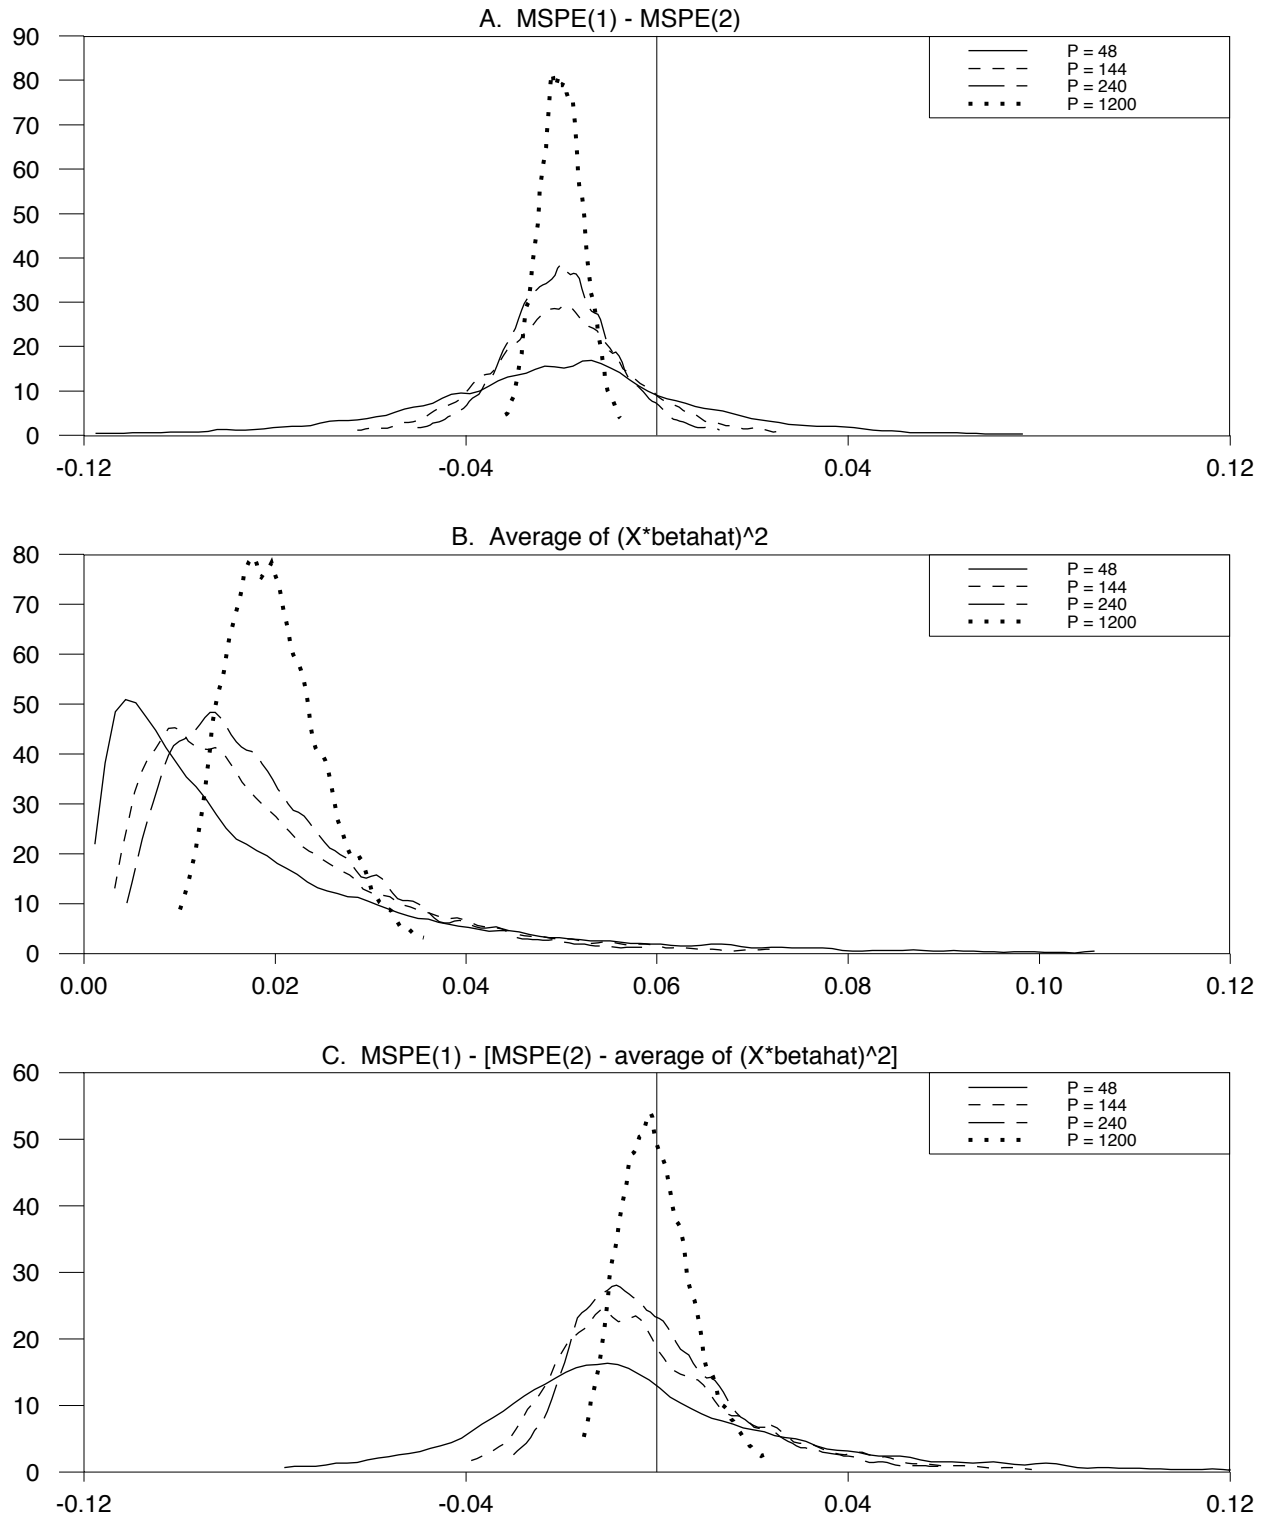 A. MSPE(1) - MSPE(2)
90
80
70
60
50
40
30
20
10
0
P = 48
P = 144
P = 240
P = 1200
-0.12 -0.04 0.04 0.12
B. Average of (X*betahat)^2
80
70
60
50
40
30
20
10
0
P = 48
P = 144
P = 240
P = 1200
0.00 0.02 0.04 0.06 0.08 0.10 0.12
C. MSPE(1) - [MSPE(2) - average of (X*betahat)^2]
60
50
40
30
20
10
0
P = 48
P = 144
P = 240
P = 1200
-0.12 -0.04 0.04 0.12